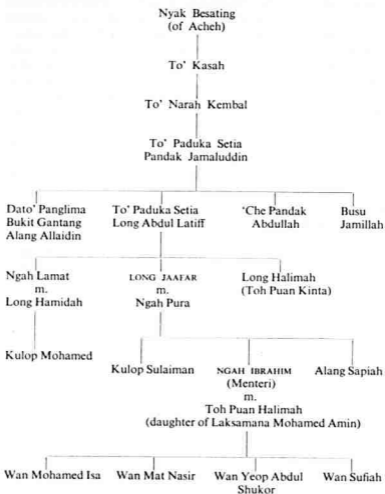 Nyak Besating
(of Acheh)
To' Kasah
To' Narah Kembal
To' Paduka Setia
Pandak Jamaluddin
Dato' Panglima
Bukit Gantang
Alang Allaidin
To' Paduka Setia
Long Abdul Latiff
'Che Pandak
Abdullah
Busu
Jamillah
Ngah Lamat
m.
Long Hamidah
LONG JAAFAR
m.
Ngah Pura
Long Halimah
(Toh Puan Kinta)
Kulop Mohamed
Kulop Sulaiman
NGAH IBRAHIM
(Menteri)
m.
Toh Puan Halimah
(daughter of Laksamana Mohamed Amin)
Alang Sapiah
Wan Mohamed Isa
Wan Mat Nasir
Wan Yeop Abdul
Shukor
Wan Sufiah